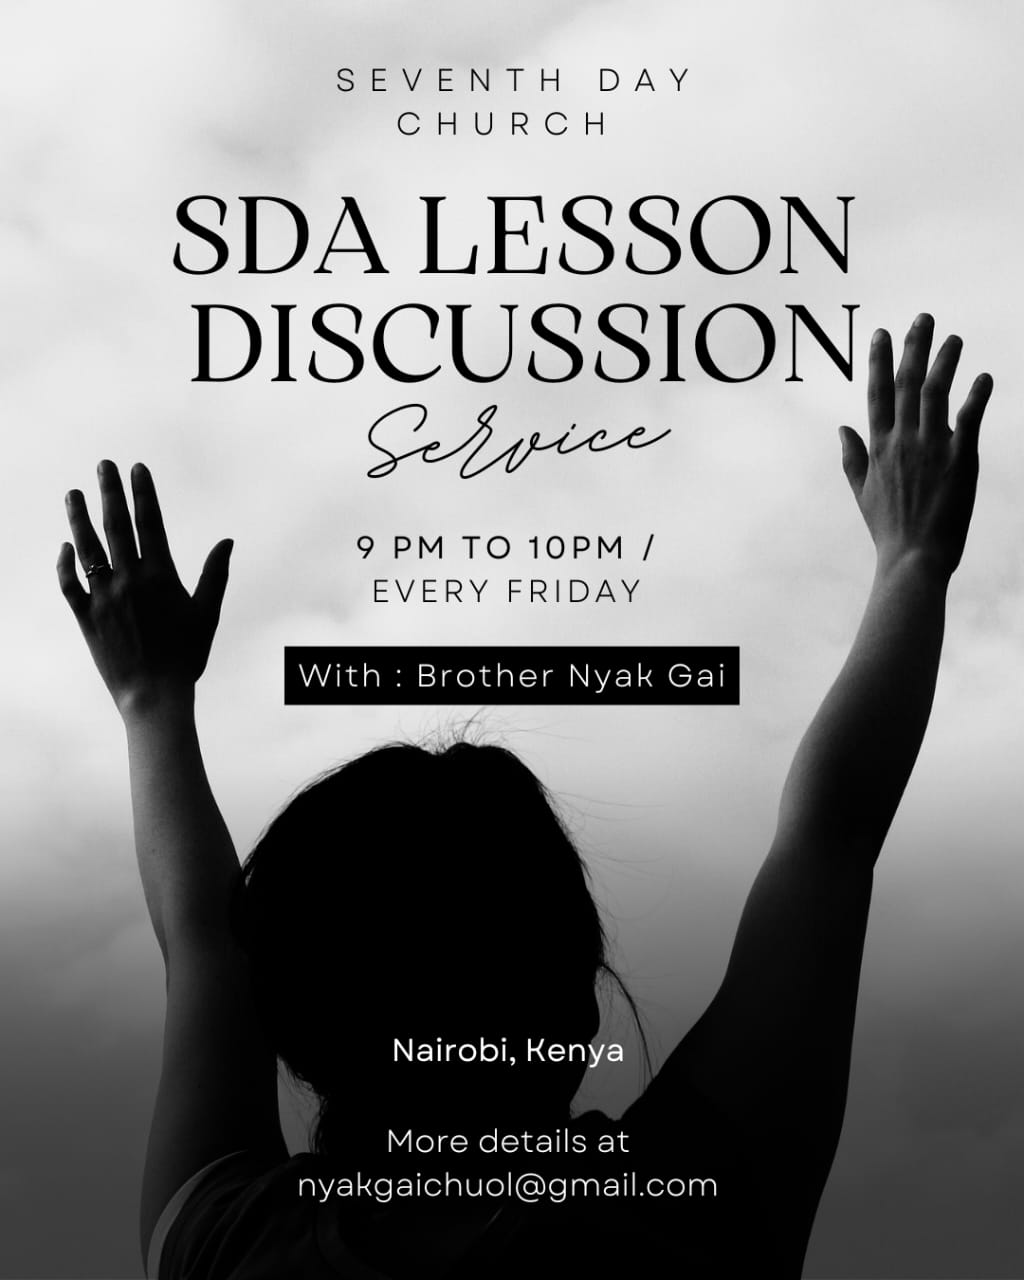 SEVENTH DAY
CHURCH
SDA LESSON
DISCUSSION
Service
9 PM TO 10PM /
EVERY FRIDAY
With : Brother Nyak Gai
Nairobi, Kenya
More details at
nyakgaichuol@gmail.com